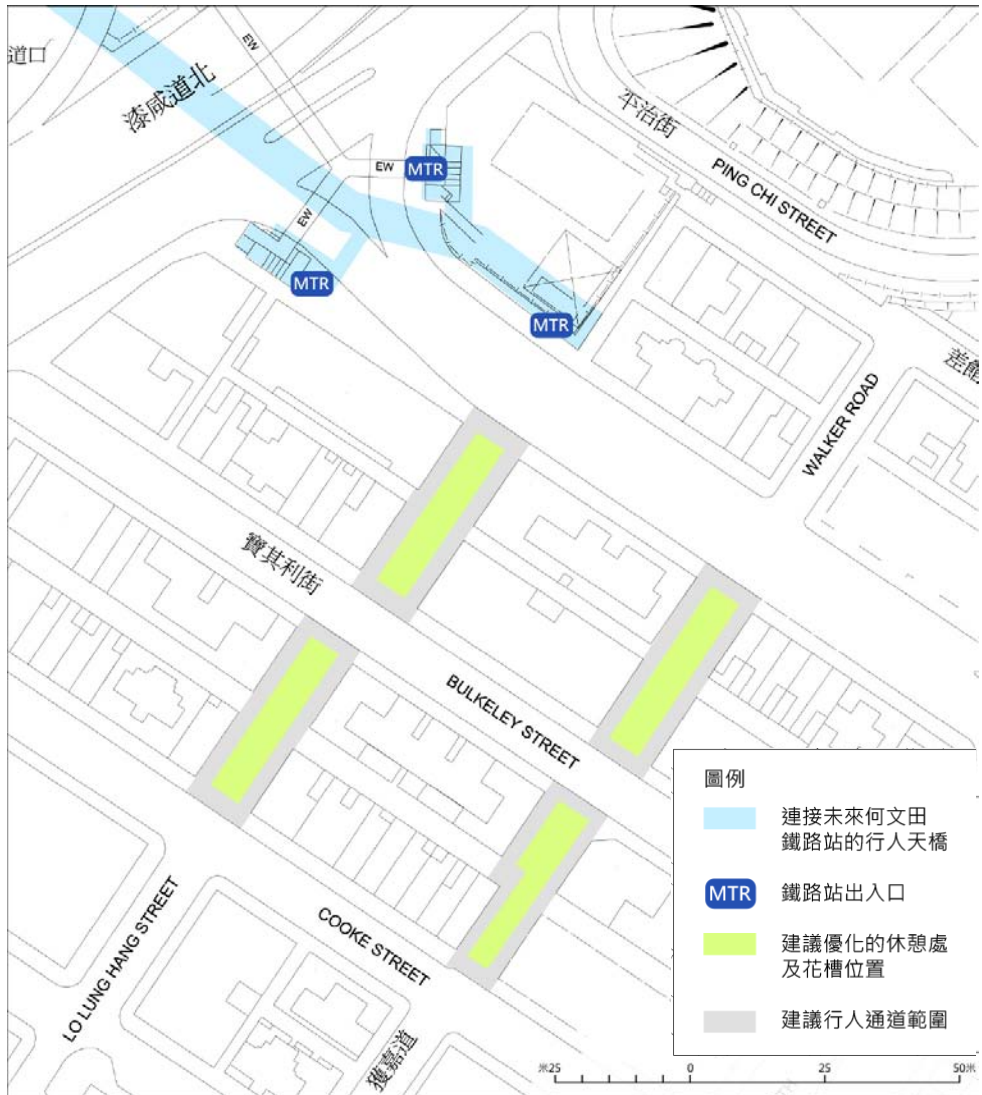 道口
EW
漆咸道北
平治街
PING CHI STREET
EW
MTR
EW
MTR
MTR
差館
WALKER ROAD
寶其利街
BULKELEY STREET
COOKE STREET
LO LUNG HANG STREET
獲嘉道
圖例
連接未來何文田
鐵路站的行人天橋
MTR 鐵路站出入口
建議優化的休憩處
及花槽位置
建議行人通道範圍
米25 0 25 50米